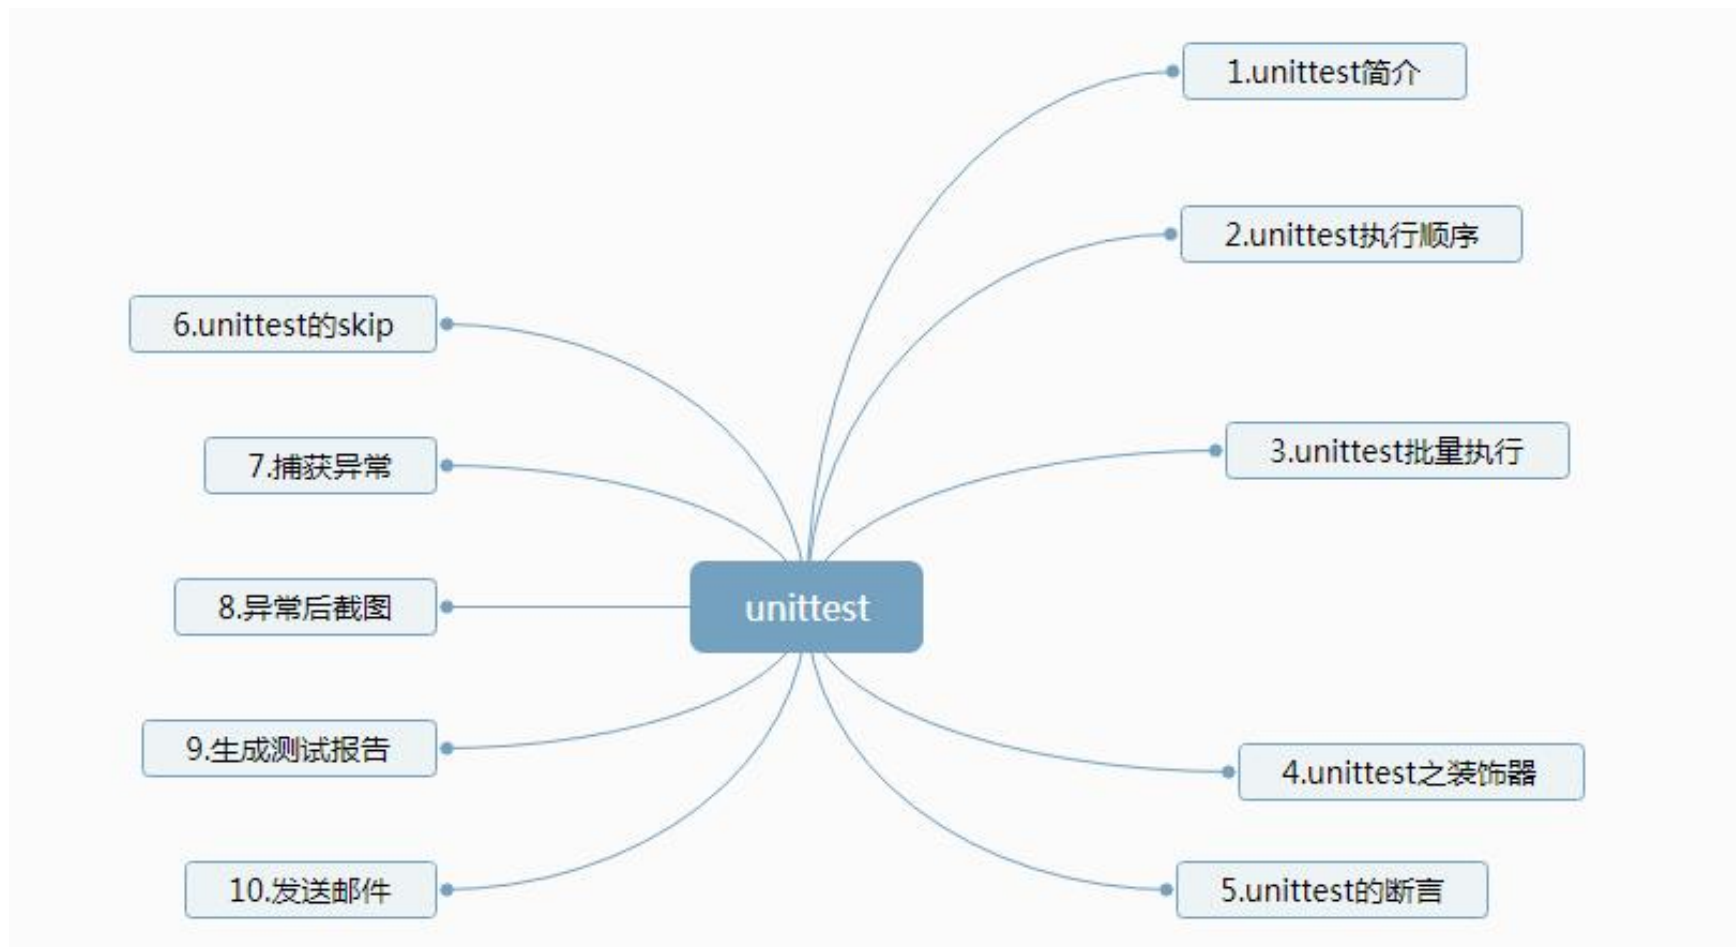 1.unittest简介
2.unittest执行顺序
6.unittest的skip
3.unittest批量执行
7.捕获异常
8.异常后截图
unittest
9.生成测试报告
4.unittest之装饰器
10.发送邮件
5.unittest的断言